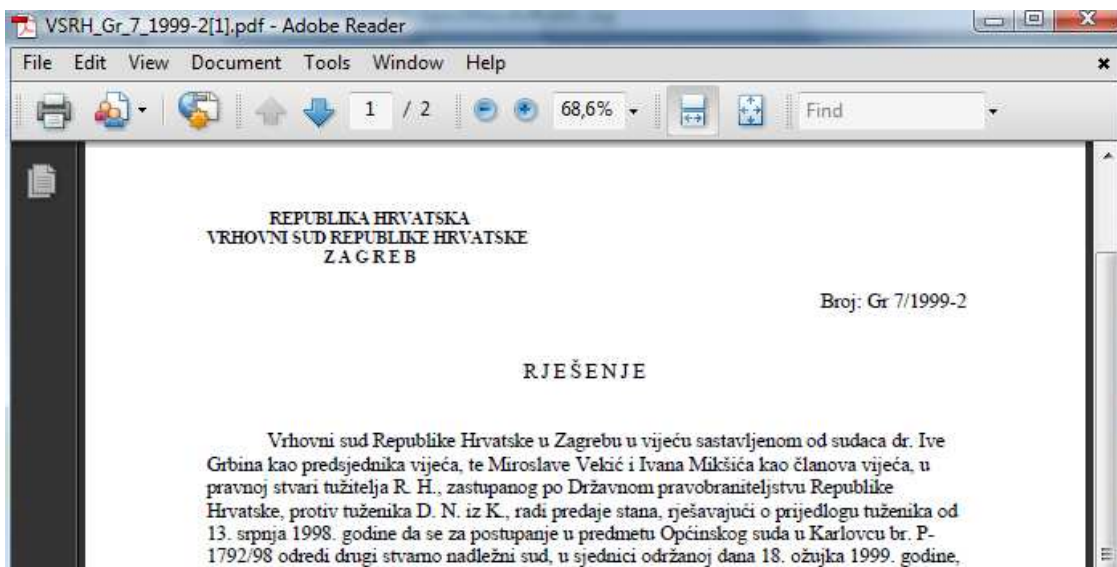 VSRH_Gr_7_1999-2[1].pdf - Adobe Reader
File Edit View Document Tools Window Help
1 / 2 68,6% Find
REPUBLIKA HRVATSKA
VRHOVNI SUD REPUBLIKE HRVATSKE
Z A G R E B
Broj: Gr 7/1999-2
R J E Š E N J E
Vrhovni sud Republike Hrvatske u Zagrebu u vijeću sastavljenom od sudaca dr. Ive
Grbina kao predsjednika vijeća, te Miroslave Vekić i Ivana Mikšića kao članova vijeća, u
pravnoj stvari tužitelja R. H., zastupanog po Državnom pravobraniteljstvu Republike
Hrvatske, protiv tuženika D. N. iz K., radi predaje stana, rješavajući o prijedlogu tuženika od
13. srpnja 1998. godine da se za postupanje u predmetu Općinskog suda u Karlovcu br. P-
1792/98 odredi drugi stvarno nadležni sud, u sjednici održanoj dana 18. ožujka 1999. godine,